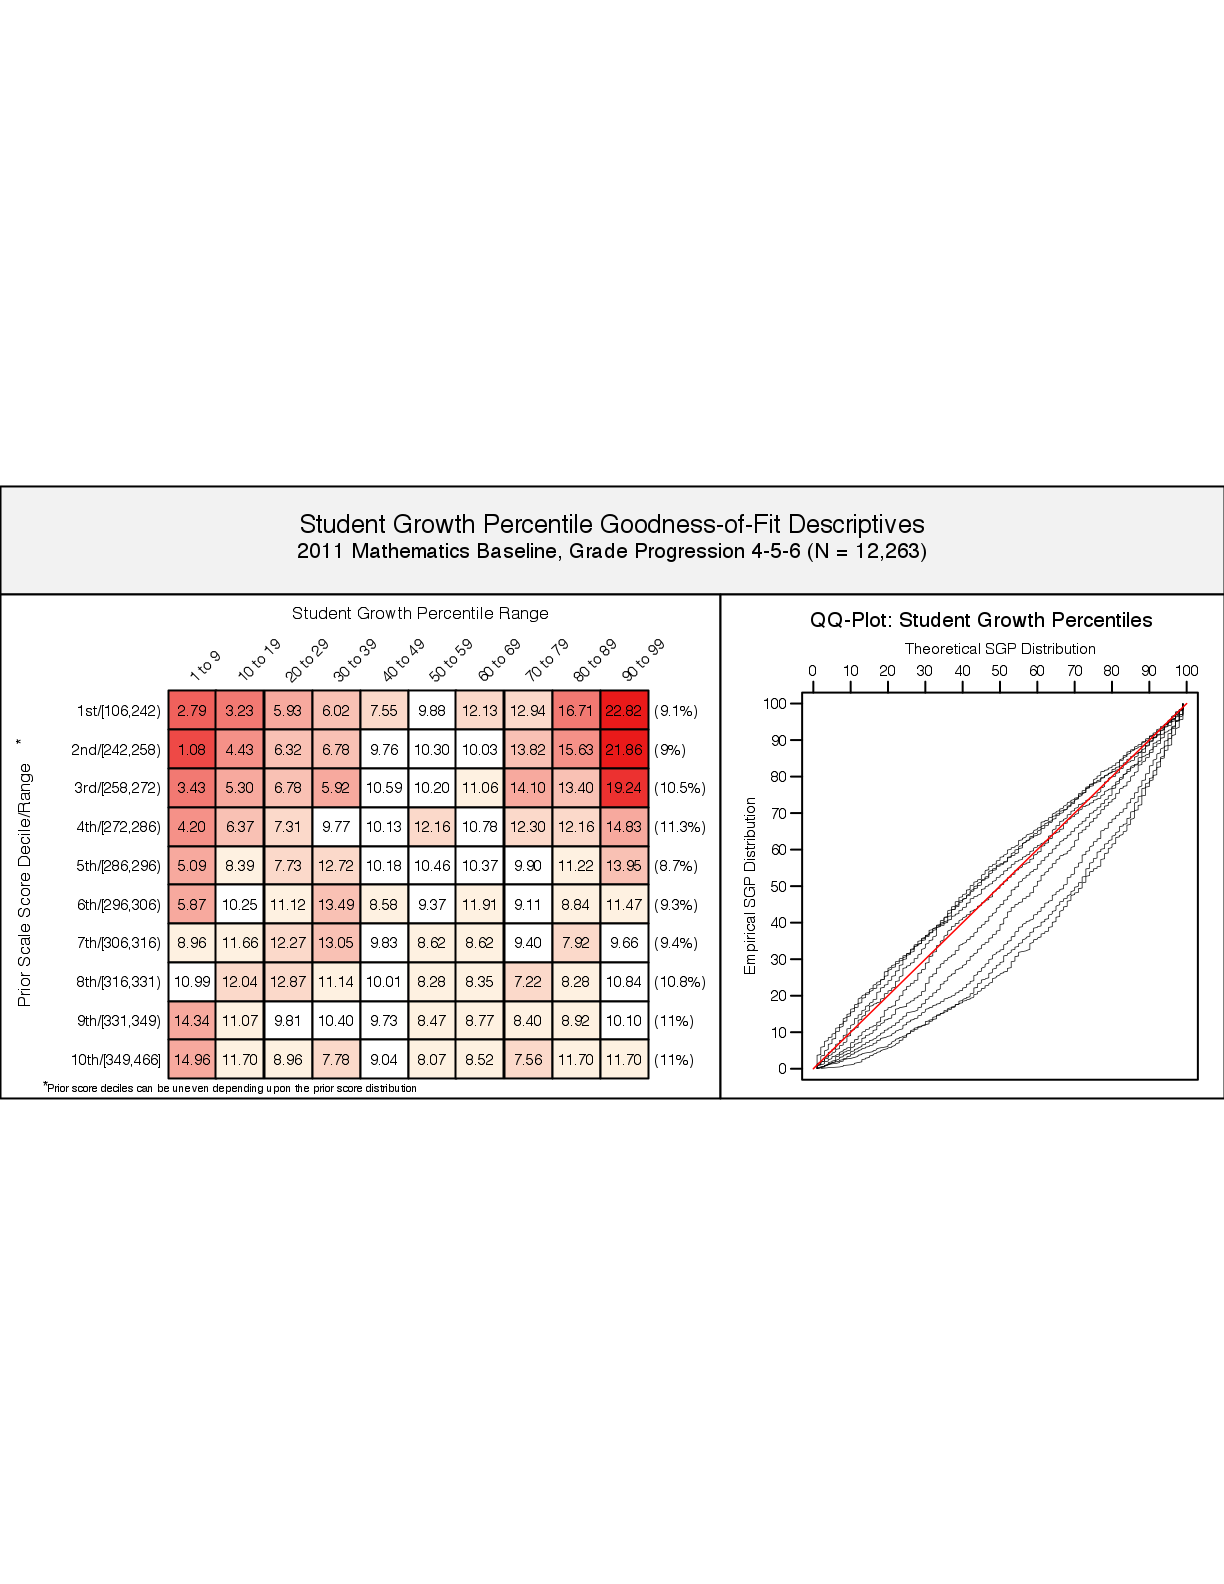 Student Growth Percentile Goodness-of-Fit Descriptives
2011 Mathematics Baseline, Grade Progression 4-5-6 (N = 12,263)
Student Growth Percentile Range
1 to 9 10 to 19 20 to 29 30 to 39 40 to 49 50 to 59 60 to 69 70 to 79 80 to 89 90 to 99
Prior Scale Score Decile/Range *
1st/[106,242) 2.79 3.23 5.93 6.02 7.55 9.88 12.13 12.94 16.71 22.82 (9.1%)
2nd/[242,258) 1.08 4.43 6.32 6.78 9.76 10.30 10.03 13.82 15.63 21.86 (9%)
3rd/[258,272) 3.43 5.30 6.78 5.92 10.59 10.20 11.06 14.10 13.40 19.24 (10.5%)
4th/[272,286) 4.20 6.37 7.31 9.77 10.13 12.16 10.78 12.30 12.16 14.83 (11.3%)
5th/[286,296) 5.09 8.39 7.73 12.72 10.18 10.46 10.37 9.90 11.22 13.95 (8.7%)
6th/[296,306) 5.87 10.25 11.12 13.49 8.58 9.37 11.91 9.11 8.84 11.47 (9.3%)
7th/[306,316) 8.96 11.66 12.27 13.05 9.83 8.62 8.62 9.40 7.92 9.66 (9.4%)
8th/[316,331) 10.99 12.04 12.87 11.14 10.01 8.28 8.35 7.22 8.28 10.84 (10.8%)
9th/[331,349) 14.34 11.07 9.81 10.40 9.73 8.47 8.77 8.40 8.92 10.10 (11%)
10th/[349,466] 14.96 11.70 8.96 7.78 9.04 8.07 8.52 7.56 11.70 11.70 (11%)
*Prior score deciles can be uneven depending upon the prior score distribution
QQ-Plot: Student Growth Percentiles
Theoretical SGP Distribution
0 10 20 30 40 50 60 70 80 90 100
Empirical SGP Distribution
100
90
80
70
60
50
40
30
20
10
0